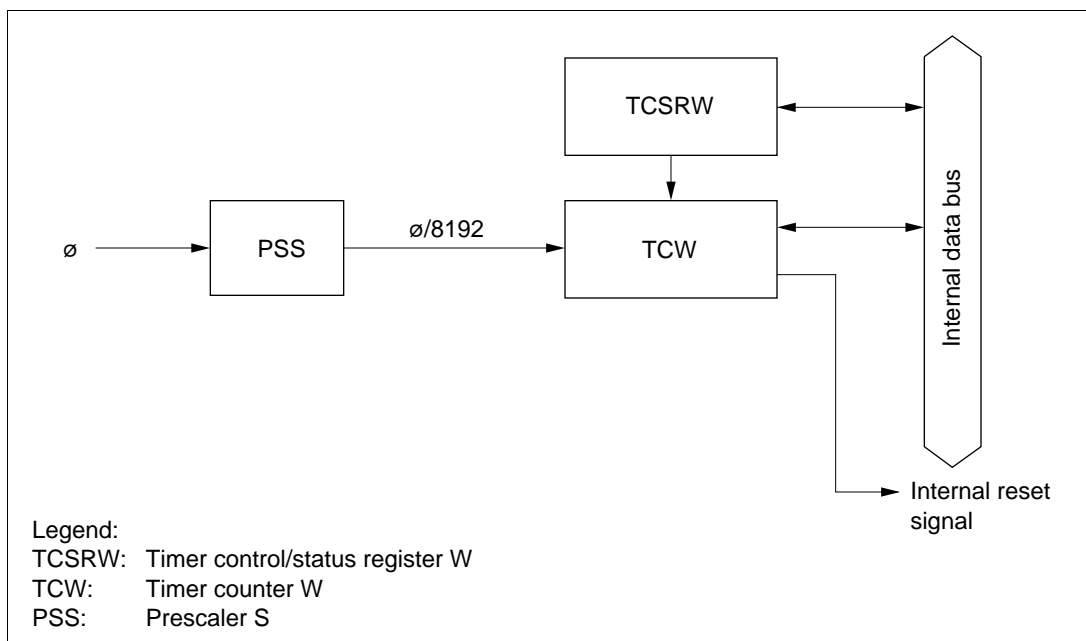 TCSRW
ø
PSS
ø/8192
TCW
Internal data bus
Internal reset
signal
Legend:
TCSRW: Timer control/status register W
TCW: Timer counter W
PSS: Prescaler S